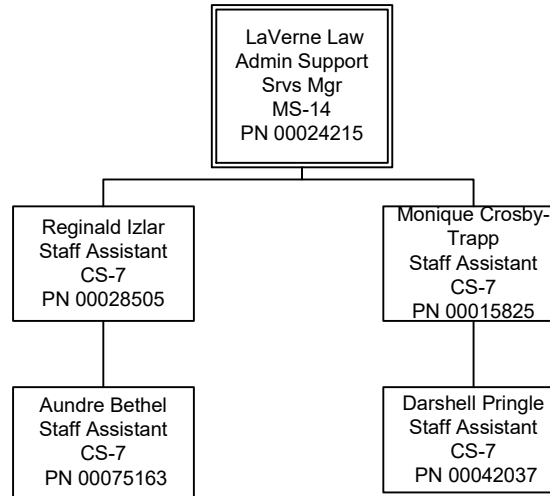 LaVerne Law
Admin Support
Srvs Mgr
MS-14
PN 00024215
Reginald Izlar
Staff Assistant
CS-7
PN 00028505
Monique Crosby-
Trapp
Staff Assistant
CS-7
PN 00015825
Aundre Bethel
Staff Assistant
CS-7
PN 00075163
Darshell Pringle
Staff Assistant
CS-7
PN 00042037